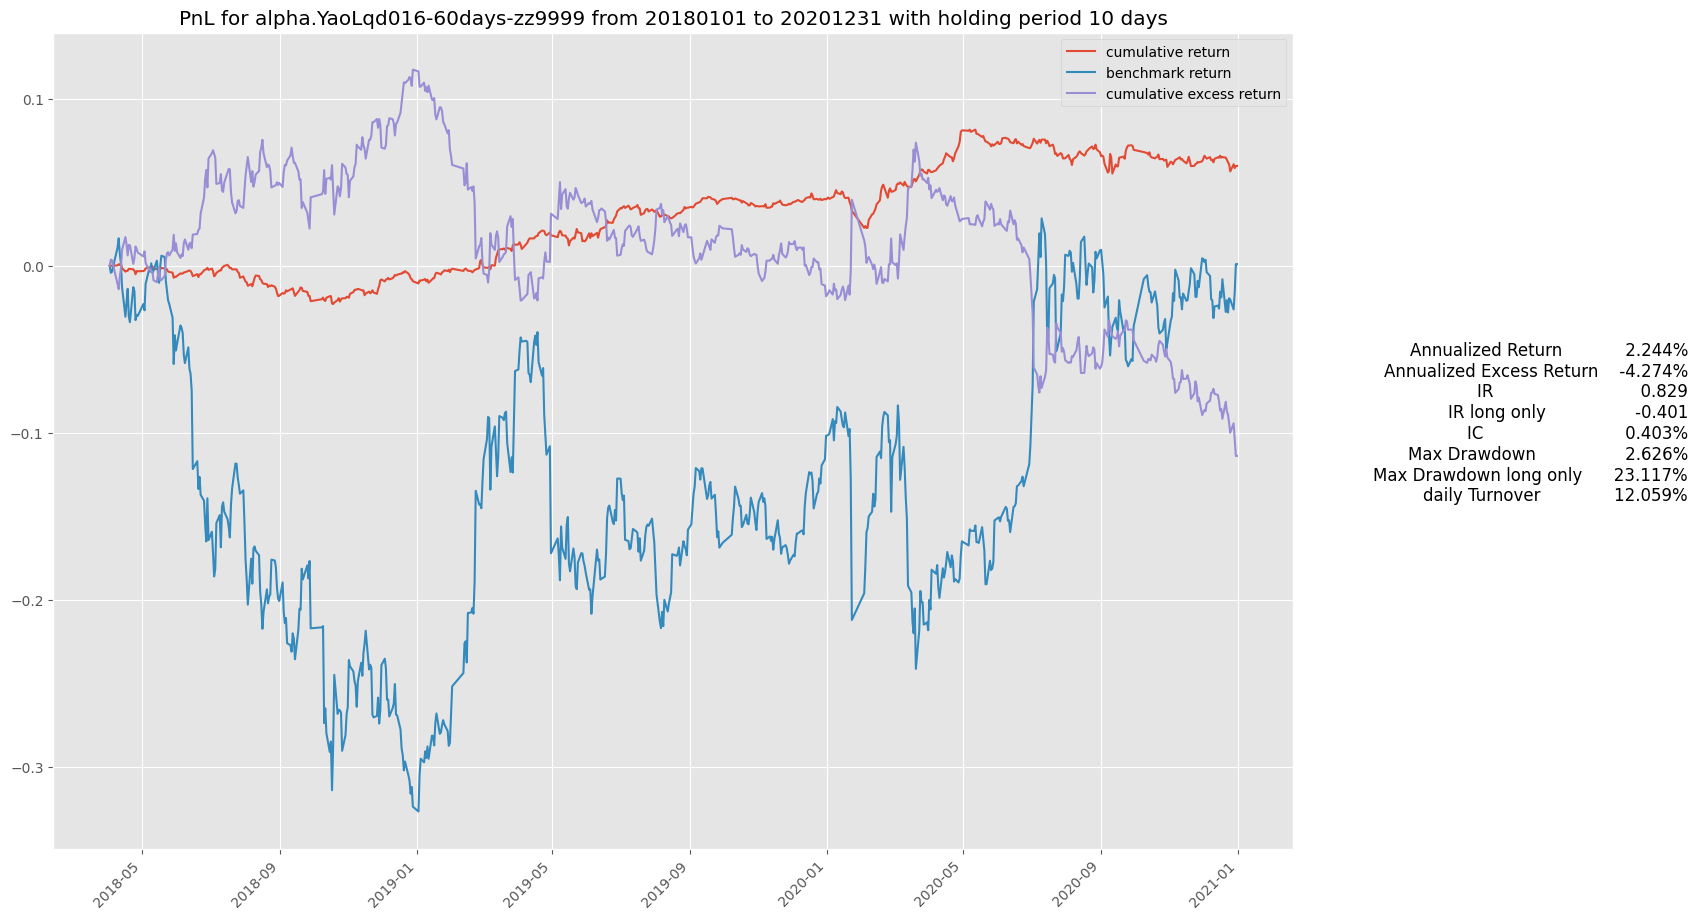 PnL for alpha.YaoLqd016-60days-zz9999 from 20180101 to 20201231 with holding period 10 days
cumulative return
benchmark return
cumulative excess return
0.1
0.0
−0.1
−0.2
−0.3
2018-05
2018-09
2019-01
2019-05
2019-09
2020-01
2020-05
2020-09
2021-01
Annualized Return 2.244%
Annualized Excess Return -4.274%
IR 0.829
IR long only -0.401
IC 0.403%
Max Drawdown 2.626%
Max Drawdown long only 23.117%
daily Turnover 12.059%